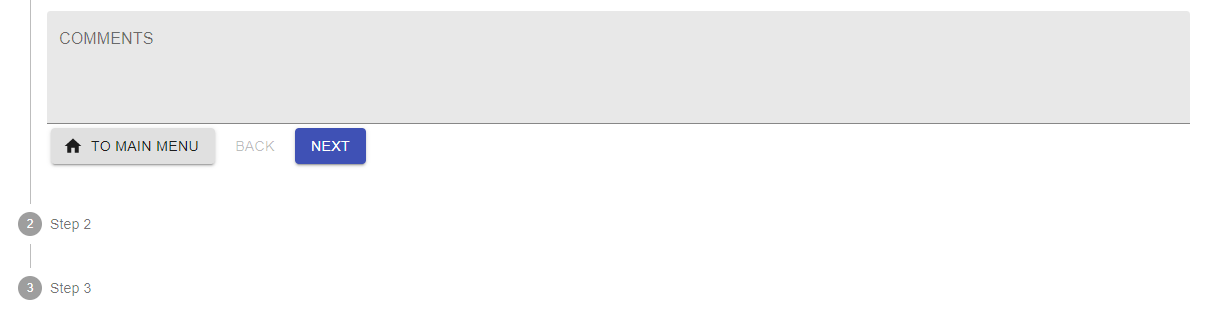 COMMENTS
TO MAIN MENU BACK NEXT
2 Step 2
3 Step 3